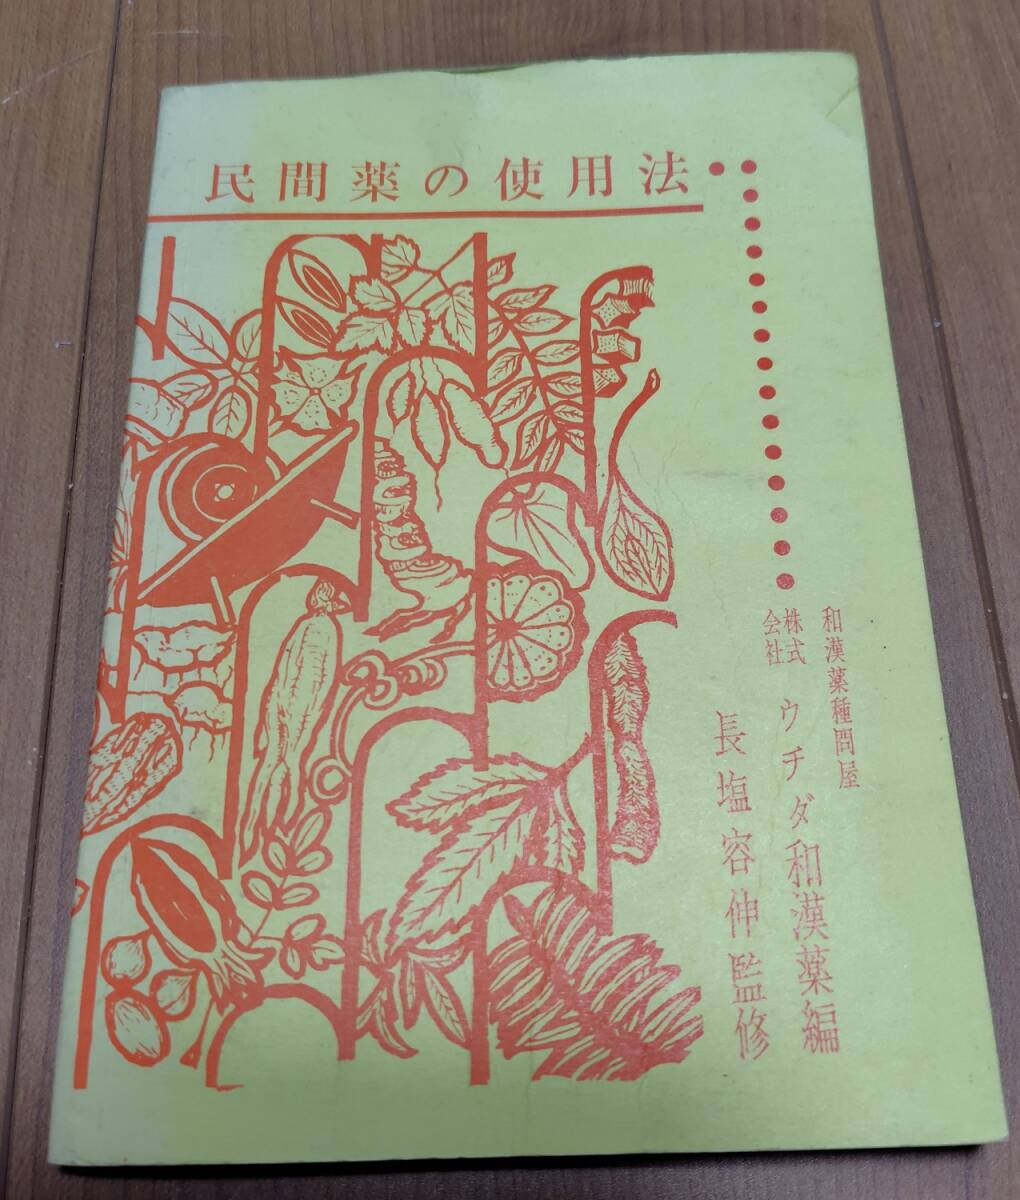 民間薬の使用法
和漢薬種問屋
株式会社 ウチダ和漢薬編
長塩容伸監修